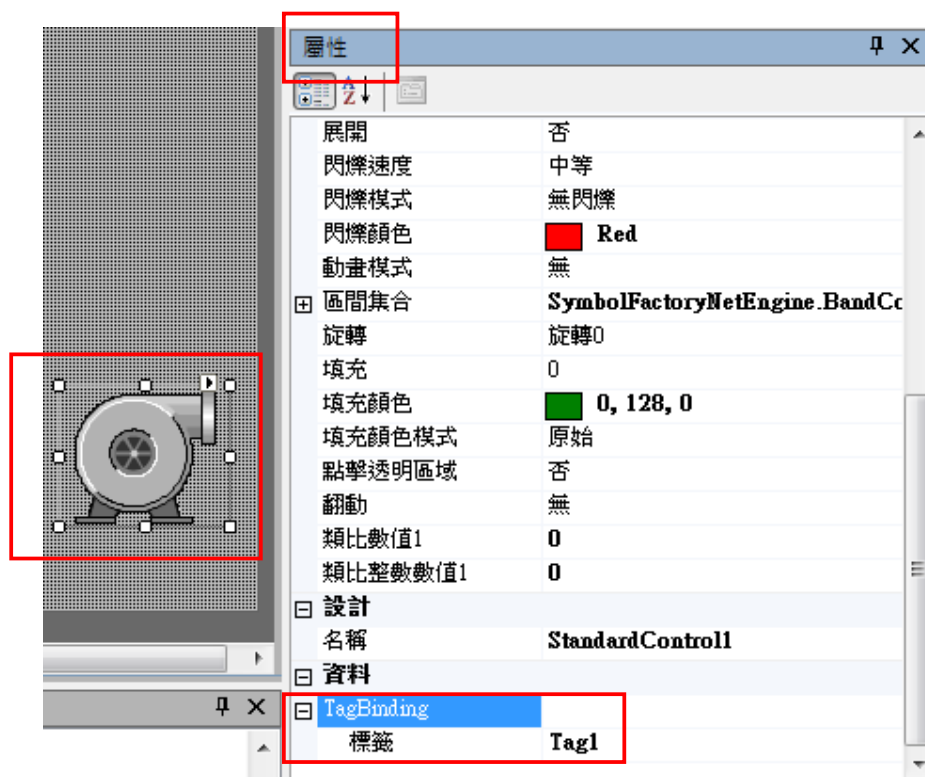 屬性
展開 否
閃爍速度 中等
閃爍模式 無閃爍
閃爍顏色 Red
動畫模式 無
區間集合 SymbolFactoryNetEngine.BandCc
旋轉 旋轉0
填充 0
填充顏色 0, 128, 0
填充顏色模式 原始
點擊透明區域 否
翻動 無
類比數值1 0
類比整數數值1 0
設計
名稱 StandardControl1
資料
TagBinding
標籤 Tag1